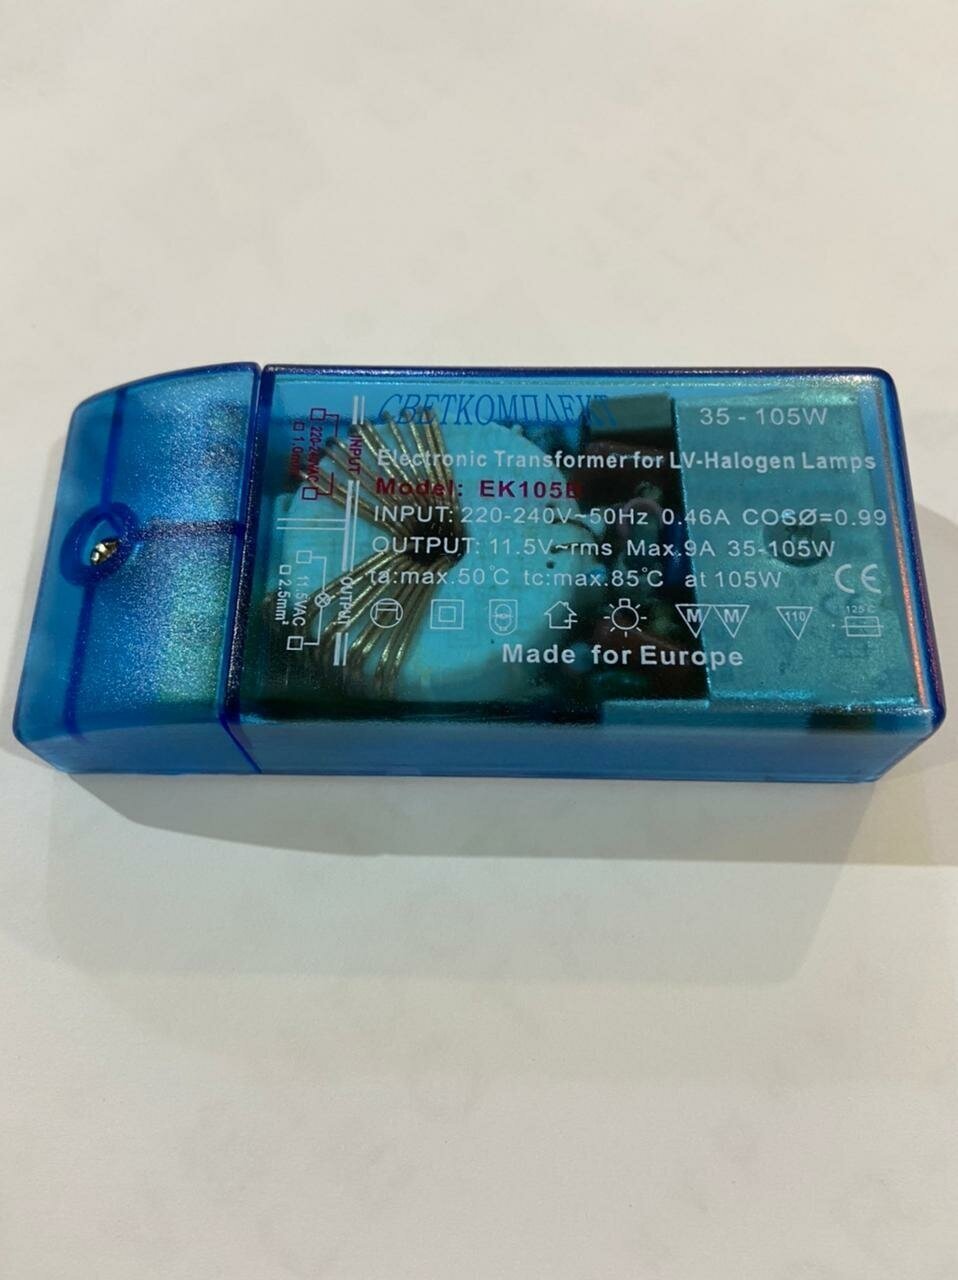 СВЕТКОМПЛЕКТ
35 - 105W
Electronic Transformer for LV-Halogen Lamps
Model: EK105B
INPUT: 220-240V~50Hz 0.46A COSØ=0.99
OUTPUT: 11.5V~rms Max.9A 35-105W
ta:max.50°C tc:max.85°C at 105W
CE
M M 110 125°C
Made for Europe
INPUT
220-240VAC
OUTPUT
11.5VAC
2.5mm²